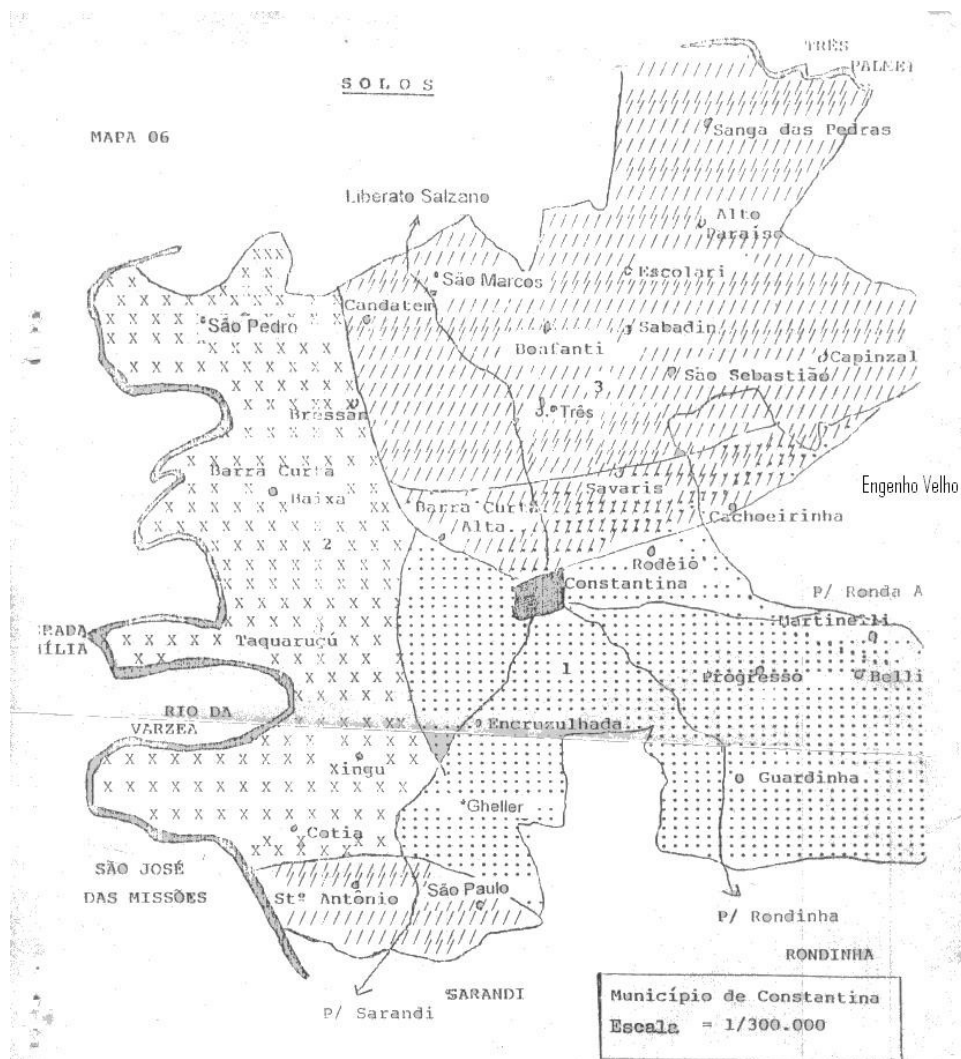 TRÊS
SOLOS
MAPA 06
Sanga das Pedras
Liberato Salzano
Alto
Paraiso
São Marcos
Escolari
Candaten
São Pedro
Bonfanti
Sabadin
Capinzal
São Sebastião
3
Bressan
Três
Barra Curta
Baixa
Savaris
Engenho Velho
Barra Curta
Alta
Cachoeirinha
2
Rodeio
Constantina
P/ Ronda A
Martinelli
Taquaruçú
1
Progresso
Belli
RIO DA
VARZEA
Encruzulhada
Xingu
Guardinha
Gheller
Cotia
SÃO JOSÉ
DAS MISSÕES
Stº Antônio
São Paulo
P/ Rondinha
RONDINHA
SARANDI
P/ Sarandi
Município de Constantina
Escala = 1/300.000